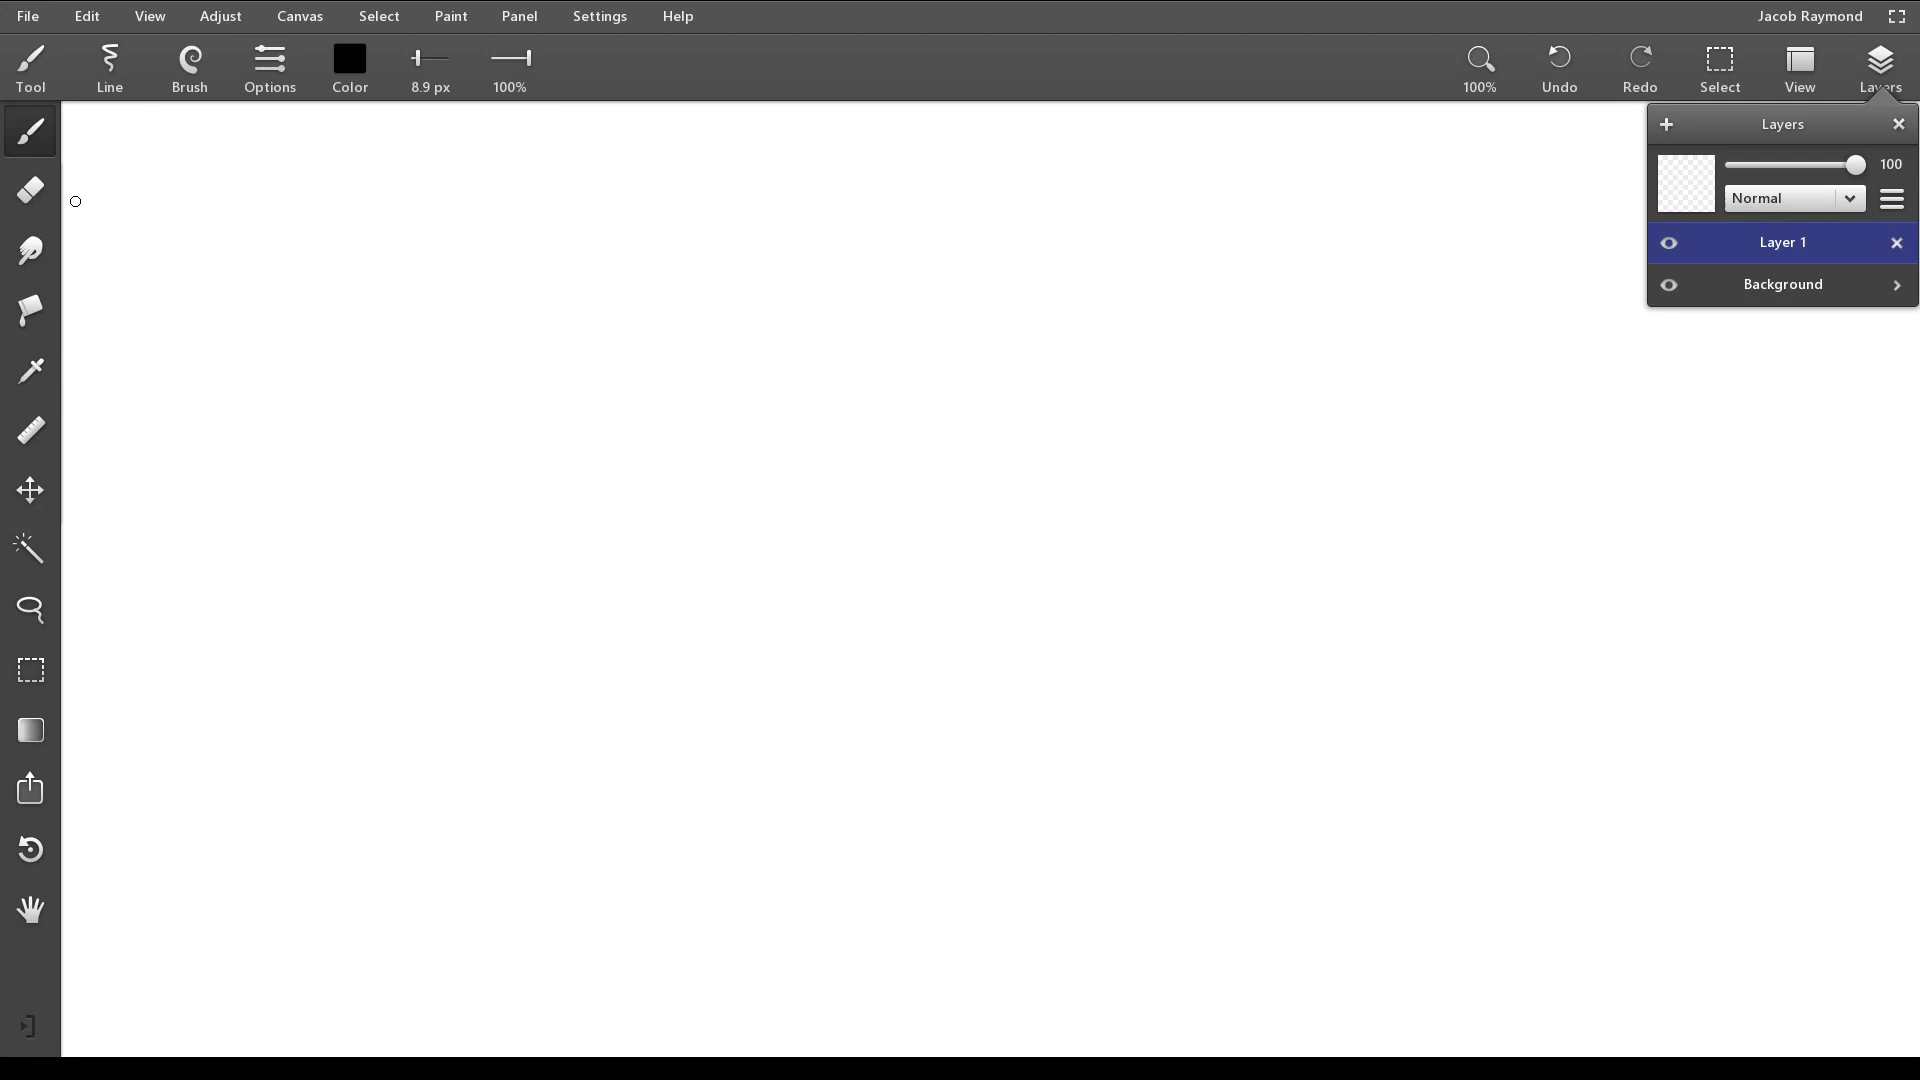 File Edit View Adjust Canvas Select Paint Panel Settings Help Jacob Raymond
Tool Line Brush Options Color 8.9 px 100% 100% Undo Redo Select View Layers
Layers
100
Normal
Layer 1
Background